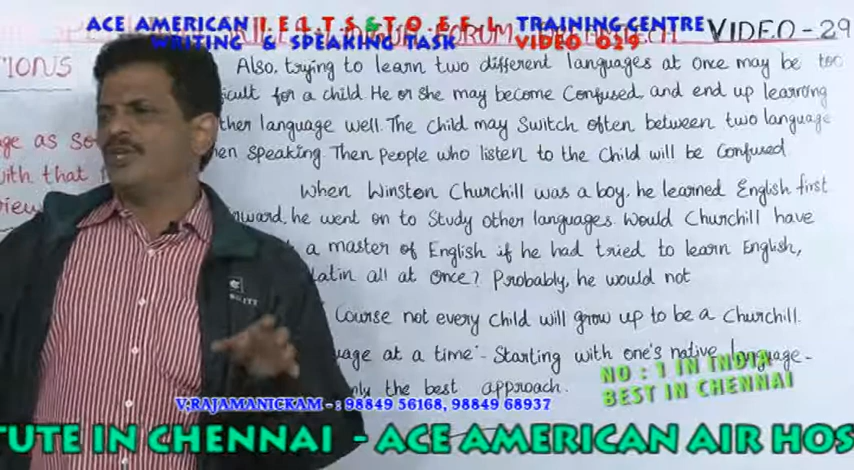 ACE AMERICAN I.E.L.T.S & T.O.E.F.L TRAINING CENTRE
WRITING & SPEAKING TASK VIDEO 029
VIDEO-29
IONS
Also, trying to learn two different languages at once may be too
for a child He or she may become Confused, and end up learning
language well. The child may Switch often between two language
Speaking. Then People who listen to the Child will be Confused
age as
with that
view
When Winston Churchill was a boy, he learned English first
he went on to Study other languages. Would Churchill have
a master of English if he had tried to learn English,
Latin all at once? Probably, he would not
Course not every Child will grow up to be a Churchill.
at a time - Starting with one's native language-
the best approach.
NO : 1 IN INDIA
BEST IN CHENNAI
V.RAJAMANICKAM - : 98849 56168, 98849 68937
TUTE IN CHENNAI - ACE AMERICAN AIR HOS